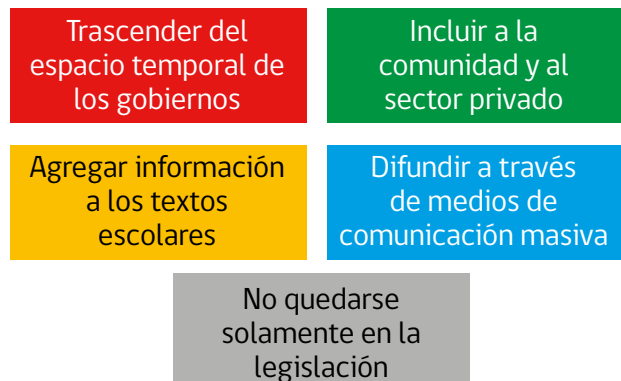 Trascender del
espacio temporal de
los gobiernos
Incluir a la
comunidad y al
sector privado
Agregar información
a los textos
escolares
Difundir a través
de medios de
comunicación masiva
No quedarse
solamente en la
legislación